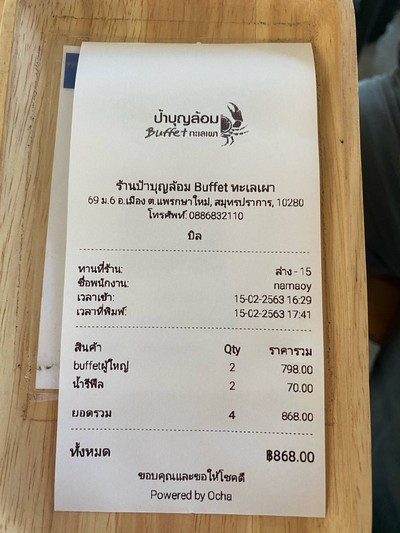 ป้าบุญล้อม
Buffet ทะเลเผา
ร้านป้าบุญล้อม Buffet ทะเลเผา
69 ม.6 อ.เมือง ต.แพรกษาใหม่, สมุทรปราการ, 10280
โทรศัพท์: 0886832110
บิล
ทานที่ร้าน: ล่าง - 15
ชื่อพนักงาน: namaoy
เวลาเข้า: 15-02-2563 16:29
เวลาที่พิมพ์: 15-02-2563 17:41
สินค้า Qty ราคารวม
buffetผู้ใหญ่ 2 798.00
น้ำรีฟิล 2 70.00
ยอดรวม 4 868.00
ทั้งหมด ฿868.00
ขอบคุณและขอให้โชคดี
Powered by Ocha